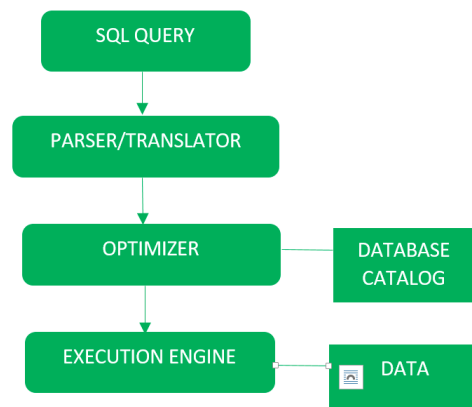 SQL QUERY
PARSER/TRANSLATOR
OPTIMIZER
DATABASE
CATALOG
EXECUTION ENGINE
DATA